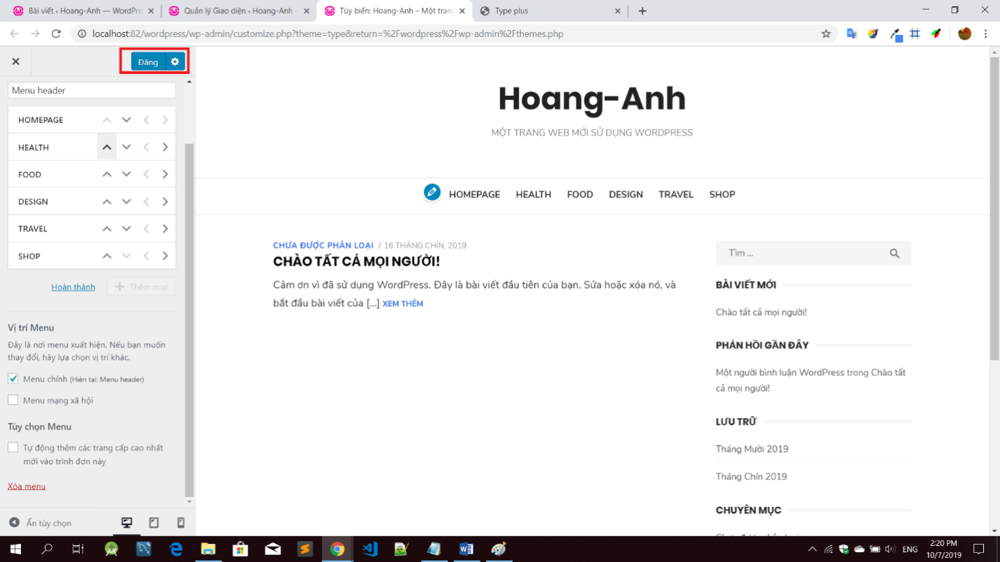 Bài viết ‹ Hoang-Anh — WordPre
Quản lý Giao diện ‹ Hoang-Anh –
Tùy biến: Hoang-Anh – Một tran
Type plus
localhost:82/wordpress/wp-admin/customize.php?theme=type&return=%2Fwordpress%2Fwp-admin%2Fthemes.php
Đăng
Menu header
HOMEPAGE
HEALTH
FOOD
DESIGN
TRAVEL
SHOP
Hoàn thành
Thêm mục
Vị trí Menu
Đây là nơi menu xuất hiện. Nếu bạn muốn
thay đổi, hãy lựa chọn vị trí khác.
Menu chính (Hiện tại: Menu header)
Menu mạng xã hội
Tùy chọn Menu
Tự động thêm các trang cấp cao nhất
mới vào trình đơn này
Xóa menu
Ẩn tùy chọn
Hoang-Anh
MỘT TRANG WEB MỚI SỬ DỤNG WORDPRESS
HOMEPAGE HEALTH FOOD DESIGN TRAVEL SHOP
CHƯA ĐƯỢC PHÂN LOẠI / 16 THÁNG CHÍN, 2019
CHÀO TẤT CẢ MỌI NGƯỜI!
Cảm ơn vì đã sử dụng WordPress. Đây là bài viết đầu tiên của bạn. Sửa hoặc xóa nó, và
bắt đầu bài viết của [...] XEM THÊM
Tìm ...
BÀI VIẾT MỚI
Chào tất cả mọi người!
PHẢN HỒI GẦN ĐÂY
Một người bình luận WordPress trong Chào tất
cả mọi người!
LƯU TRỮ
Tháng Mười 2019
Tháng Chín 2019
CHUYÊN MỤC
ENG
2:20 PM
10/7/2019